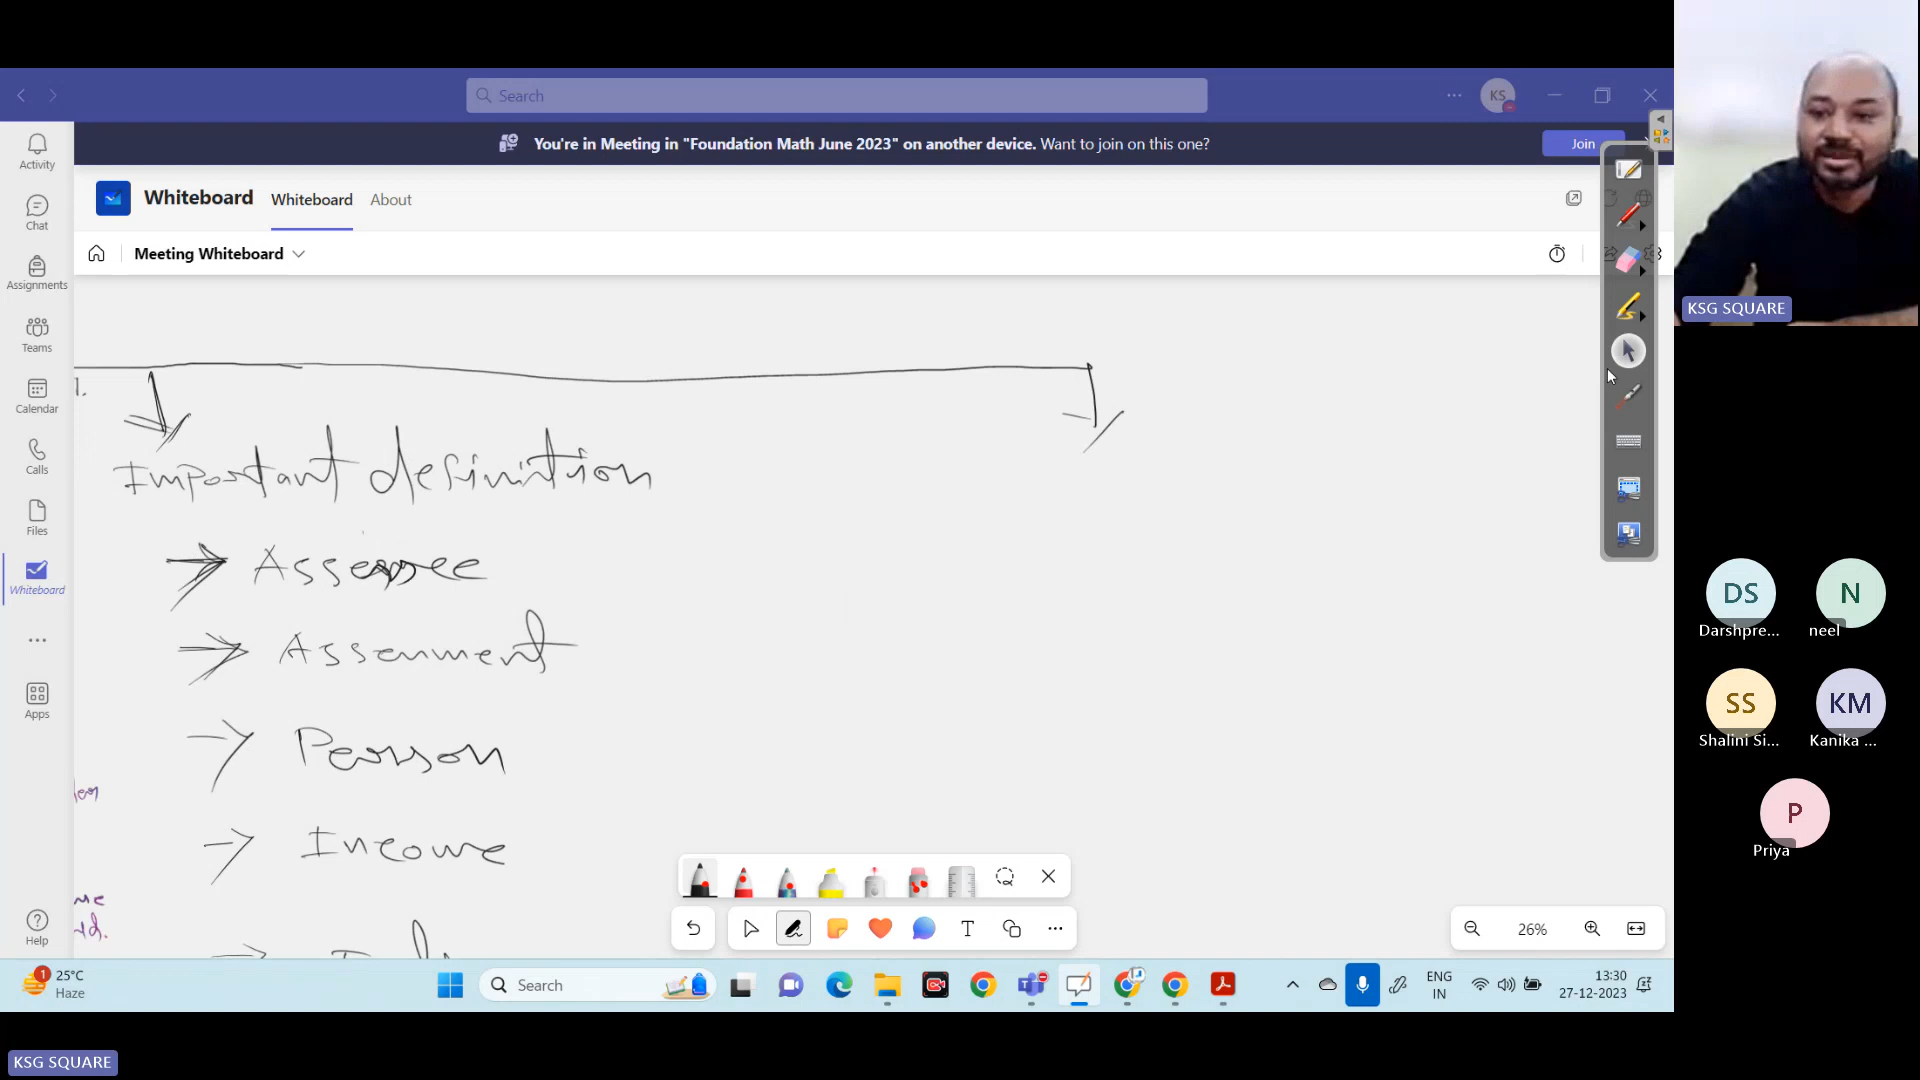 Search
KS
You're in Meeting in "Foundation Math June 2023" on another device. Want to join on this one?
Join
Activity
Chat
Assignments
Teams
Calendar
Calls
Files
Whiteboard
Apps
Help
Whiteboard
Whiteboard
About
Meeting Whiteboard
Important definition
Assessee
Assenment
Person
Income
26%
KSG SQUARE
DS
Darshpre...
N
neel
SS
Shalini Si...
KM
Kanika ...
P
Priya
1
25°C
Haze
Search
ENG
IN
13:30
27-12-2023
KSG SQUARE